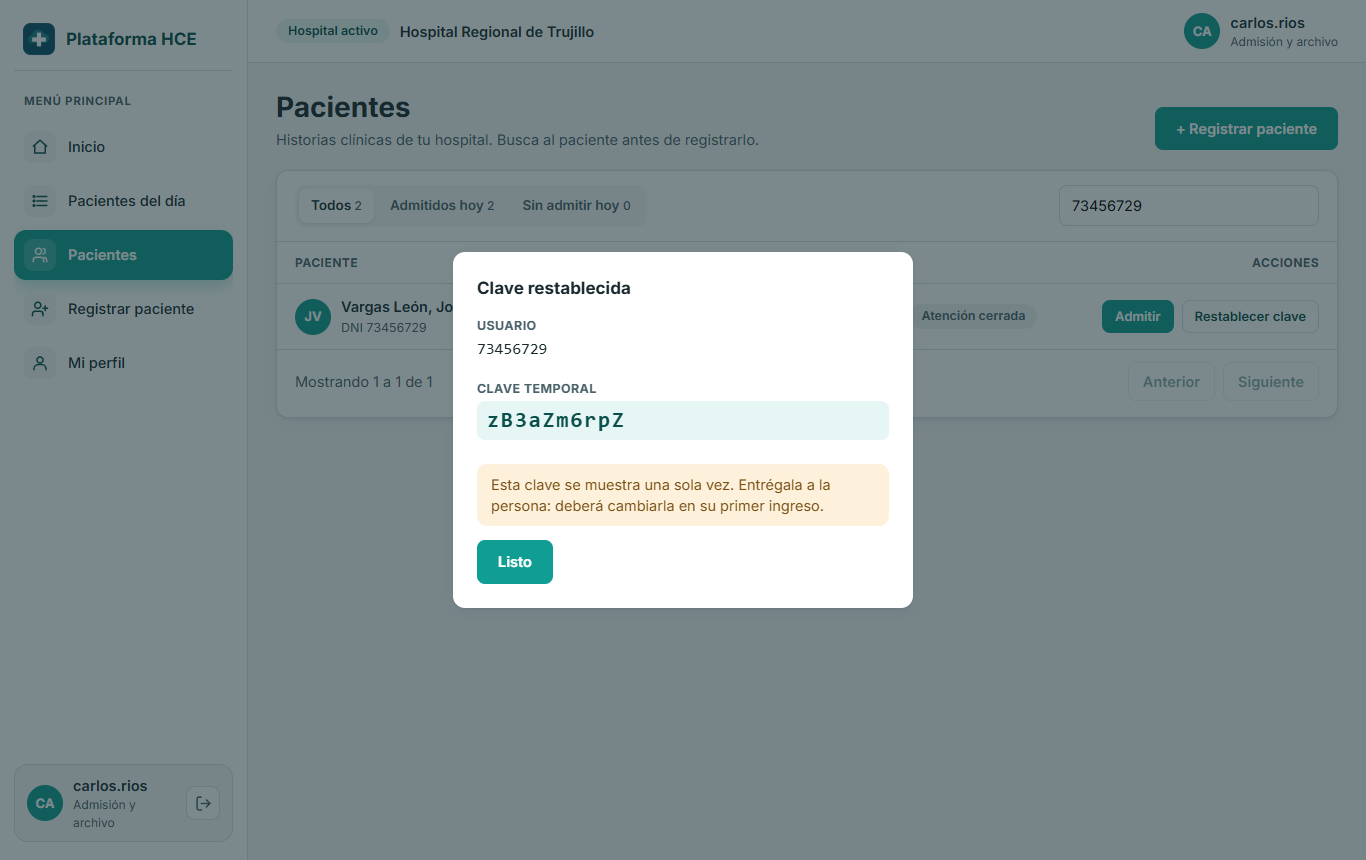 Plataforma HCE
Hospital activo
Hospital Regional de Trujillo
CA
carlos.rios
Admisión y archivo
MENÚ PRINCIPAL
Inicio
Pacientes del día
Pacientes
Registrar paciente
Mi perfil
Pacientes
Historias clínicas de tu hospital. Busca al paciente antes de registrarlo.
+ Registrar paciente
Todos 2
Admitidos hoy 2
Sin admitir hoy 0
73456729
PACIENTE
ACCIONES
JV
Vargas León, Jo
DNI 73456729
Atención cerrada
Admitir
Restablecer clave
Mostrando 1 a 1 de 1
Anterior
Siguiente
Clave restablecida
USUARIO
73456729
CLAVE TEMPORAL
zB3aZm6rpZ
Esta clave se muestra una sola vez. Entrégala a la
persona: deberá cambiarla en su primer ingreso.
Listo
CA
carlos.rios
Admisión y
archivo